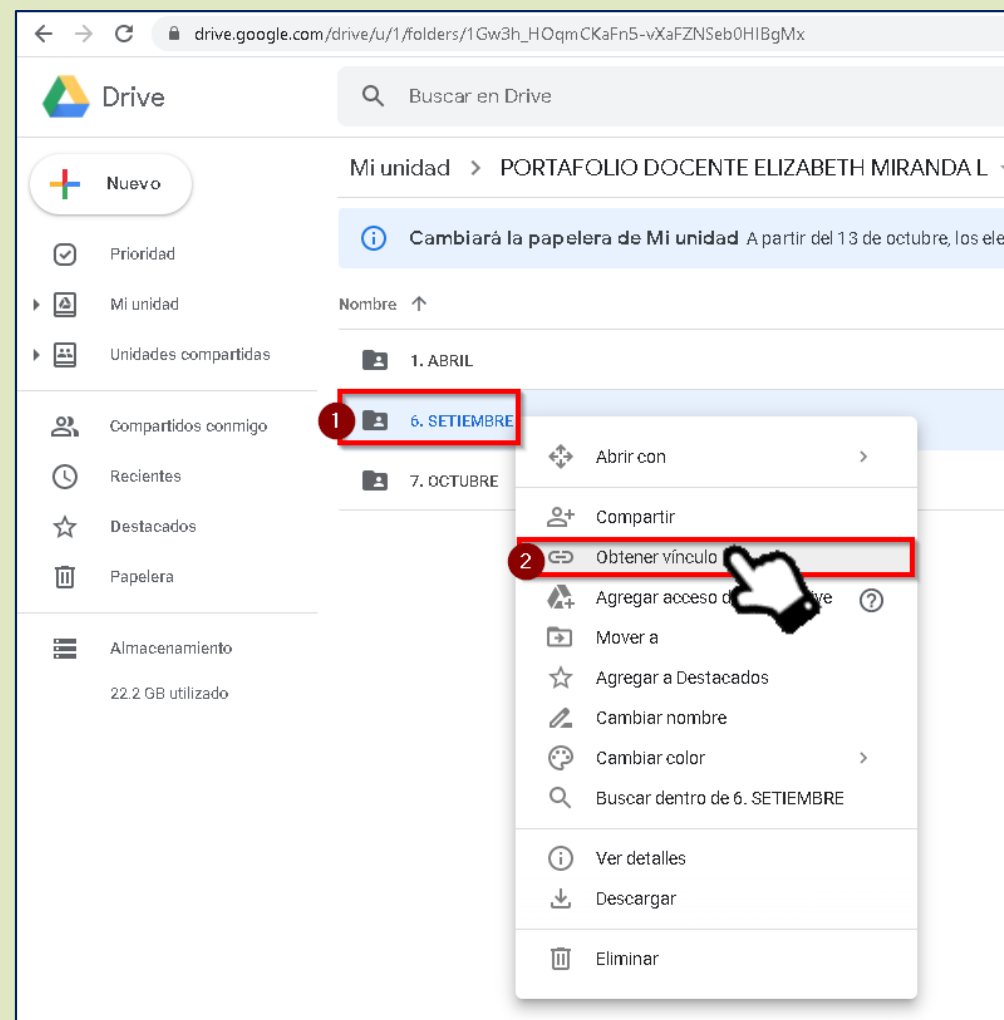 drive.google.com/drive/u/1/folders/1Gw3h_HOqmCKaFn5-vXaFZNSeb0HIBgMx
Drive
Buscar en Drive
Nuevo
Mi unidad > PORTAFOLIO DOCENTE ELIZABETH MIRANDA L
Cambiará la papelera de Mi unidad A partir del 13 de octubre, los ele
Prioridad
Mi unidad
Unidades compartidas
Compartidos conmigo
Recientes
Destacados
Papelera
Almacenamiento
22.2 GB utilizado
Nombre
1. ABRIL
1 6. SETIEMBRE
7. OCTUBRE
Abrir con
Compartir
2 Obtener vínculo
Agregar acceso
Mover a
Agregar a Destacados
Cambiar nombre
Cambiar color
Buscar dentro de 6. SETIEMBRE
Ver detalles
Descargar
Eliminar